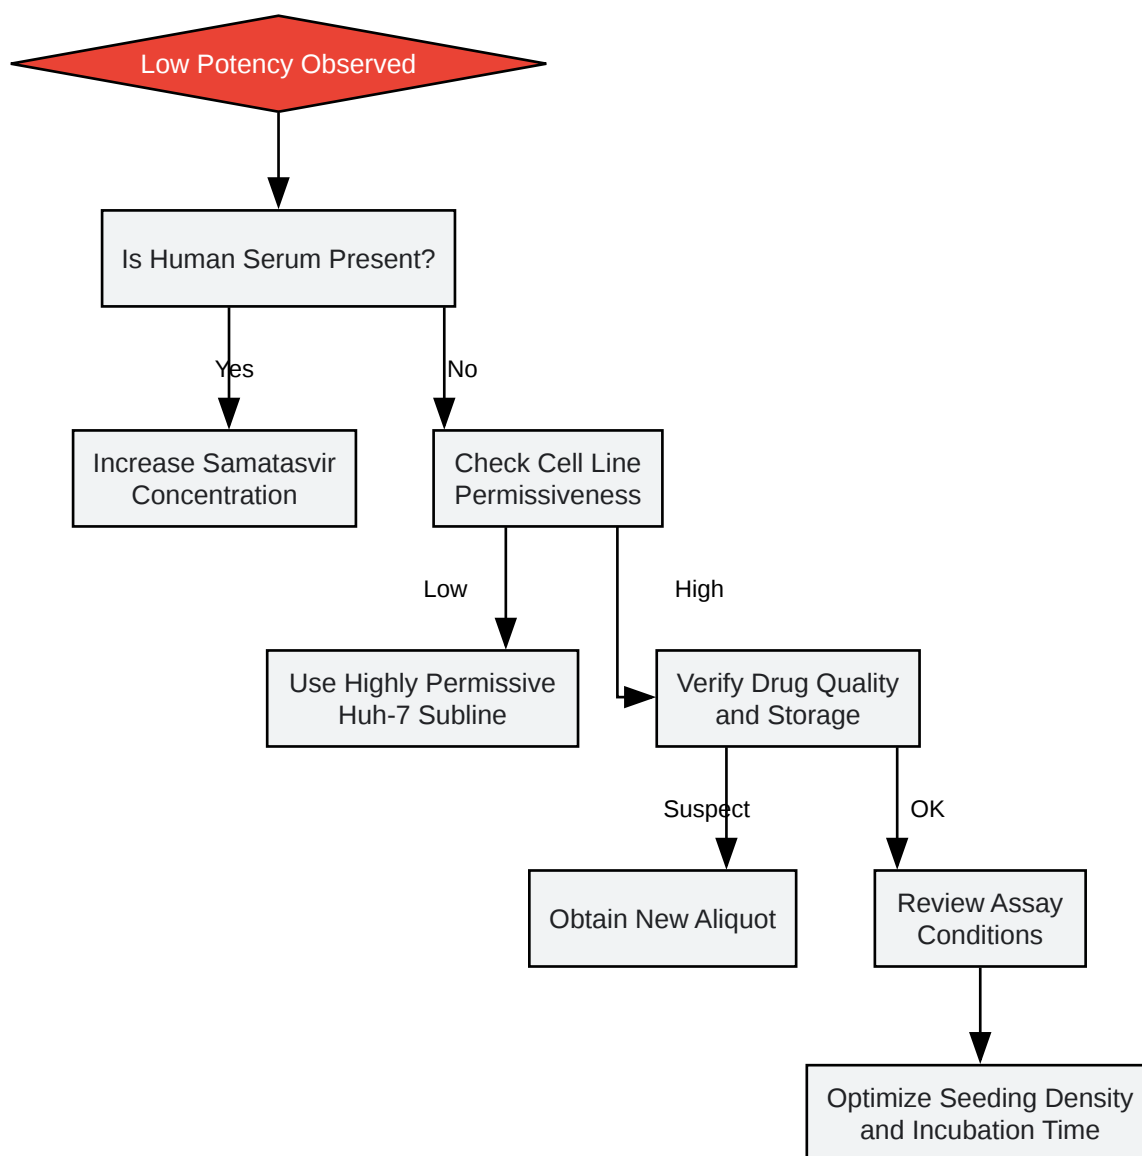 Low Potency Observed
Is Human Serum Present?
Yes
No
Increase Samatasvir
Concentration
Check Cell Line
Permissiveness
Low
High
Use Highly Permissive
Huh-7 Subline
Verify Drug Quality
and Storage
Suspect
OK
Obtain New Aliquot
Review Assay
Conditions
Optimize Seeding Density
and Incubation Time